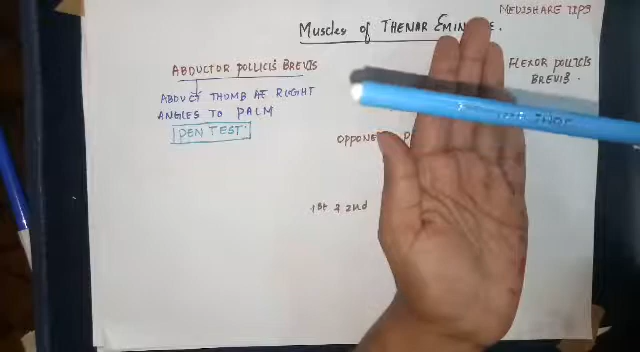 MEDISHARE TIPS
Muscles of THENAR
ABDUCTOR POLLICIS BREVIS
FLEXOR POLLICIS
BREVIS.
ABDUCT THUMB AT RIGHT
ANGLES TO PALM
PEN TEST.
1st & 2nd